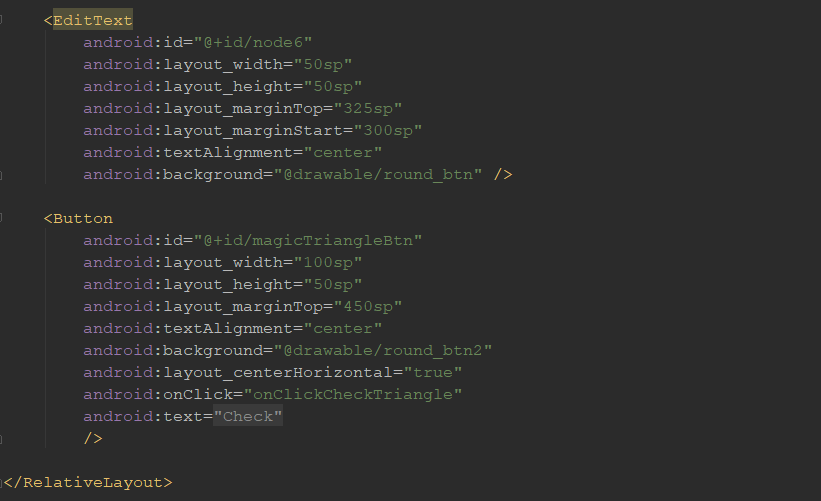 <EditText
android:id="@+id/node6"
android:layout_width="50sp"
android:layout_height="50sp"
android:layout_marginTop="325sp"
android:layout_marginStart="300sp"
android:textAlignment="center"
android:background="@drawable/round_btn" />
<Button
android:id="@+id/magicTriangleBtn"
android:layout_width="100sp"
android:layout_height="50sp"
android:layout_marginTop="450sp"
android:textAlignment="center"
android:background="@drawable/round_btn2"
android:layout_centerHorizontal="true"
android:onClick="onClickCheckTriangle"
android:text="Check"
/>
</RelativeLayout>